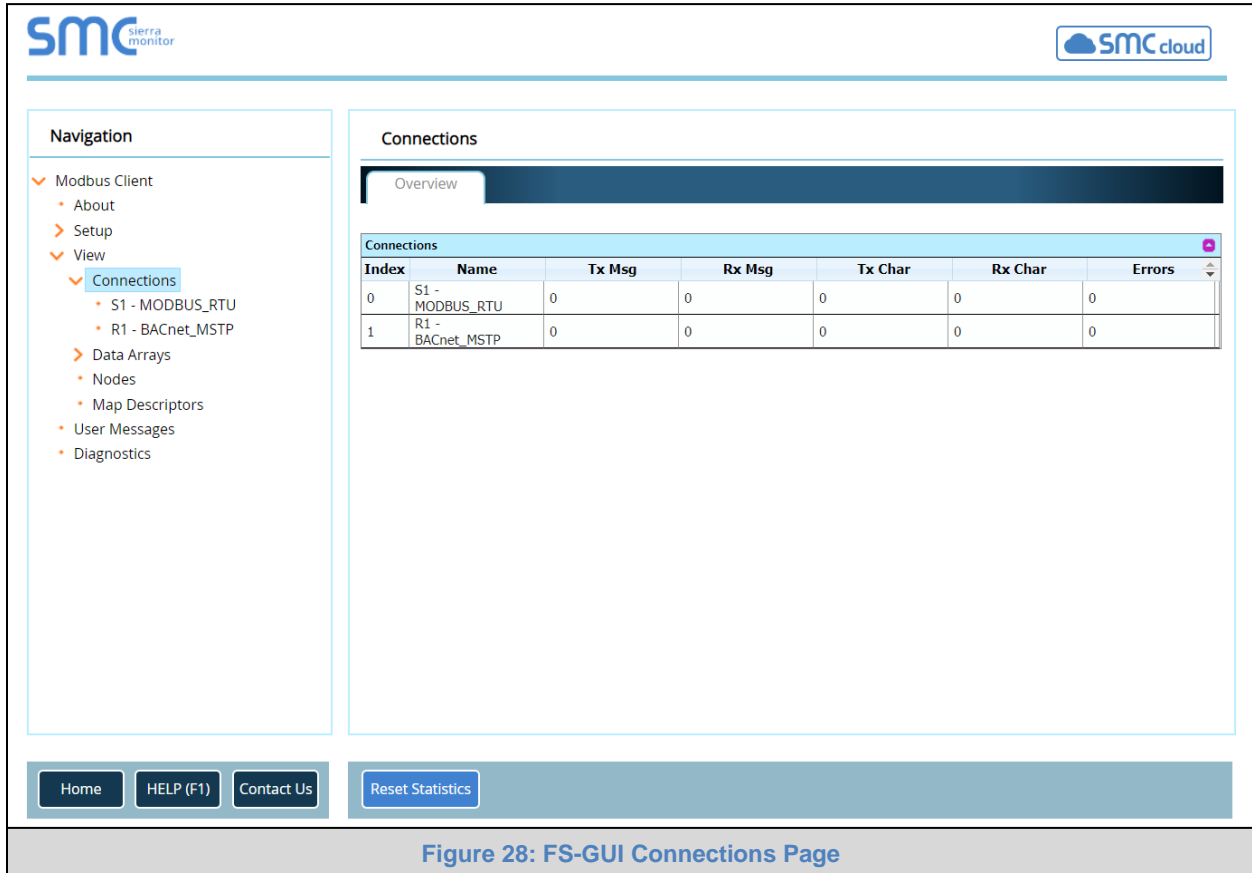 SMC sierra monitor
SMC cloud
Navigation
Modbus Client
About
Setup
View
Connections
S1 - MODBUS_RTU
R1 - BACnet_MSTP
Data Arrays
Nodes
Map Descriptors
User Messages
Diagnostics
Connections
Overview
Connections
Index Name Tx Msg Rx Msg Tx Char Rx Char Errors
0 S1 - MODBUS_RTU 0 0 0 0 0
1 R1 - BACnet_MSTP 0 0 0 0 0
Home HELP (F1) Contact Us Reset Statistics
Figure 28: FS-GUI Connections Page